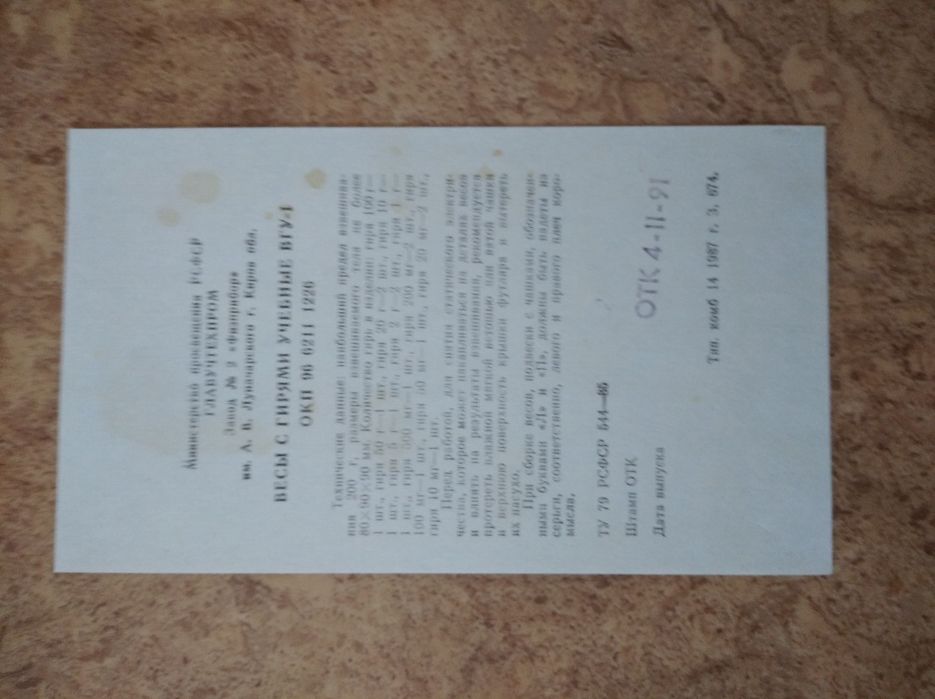 Министерство просвещения РСФСР
ГЛАВУЧТЕХПРОМ
Завод № 2 «Физприбор»
им. А. В. Луначарского г. Киров обл.
ВЕСЫ С ГИРЯМИ УЧЕБНЫЕ ВГУ-1
ОКП 96 6211 1226
Технические данные: наибольший предел взвешива-
ния 200 г, размеры взвешиваемого тела не более
80×90×90 мм. Количество гирь в изделии: гиря 100 г—
1 шт., гиря 50 г—1 шт., гиря 20 г—2 шт., гиря 10 г—
1 шт., гиря 5 г—1 шт., гиря 2 г—2 шт., гиря 1 г—
1 шт., гиря 500 мг—1 шт., гиря 200 мг—2 шт., гиря
100 мг—1 шт., гиря 50 мг—1 шт., гиря 20 мг—2 шт.,
гиря 10 мг—1 шт.
Перед работой, для снятия статического электри-
чества, которое может накапливаться на деталях весов
и влиять на результаты взвешивания, рекомендуется
протереть влажной мягкой ветошью или ватой чашки
и верхнюю поверхность крышки футляра и вытереть
их насухо.
При сборке весов, подвески с чашками, обозначен-
ными буквами «Л» и «П», должны быть надеты на
серьги, соответственно, левого и правого плеч коро-
мысла.
ТУ 79 РСФСР 544—86
Штамп ОТК
Дата выпуска
ОТК 4-11-91
Тип. комб 14 1987 г. З. 674.